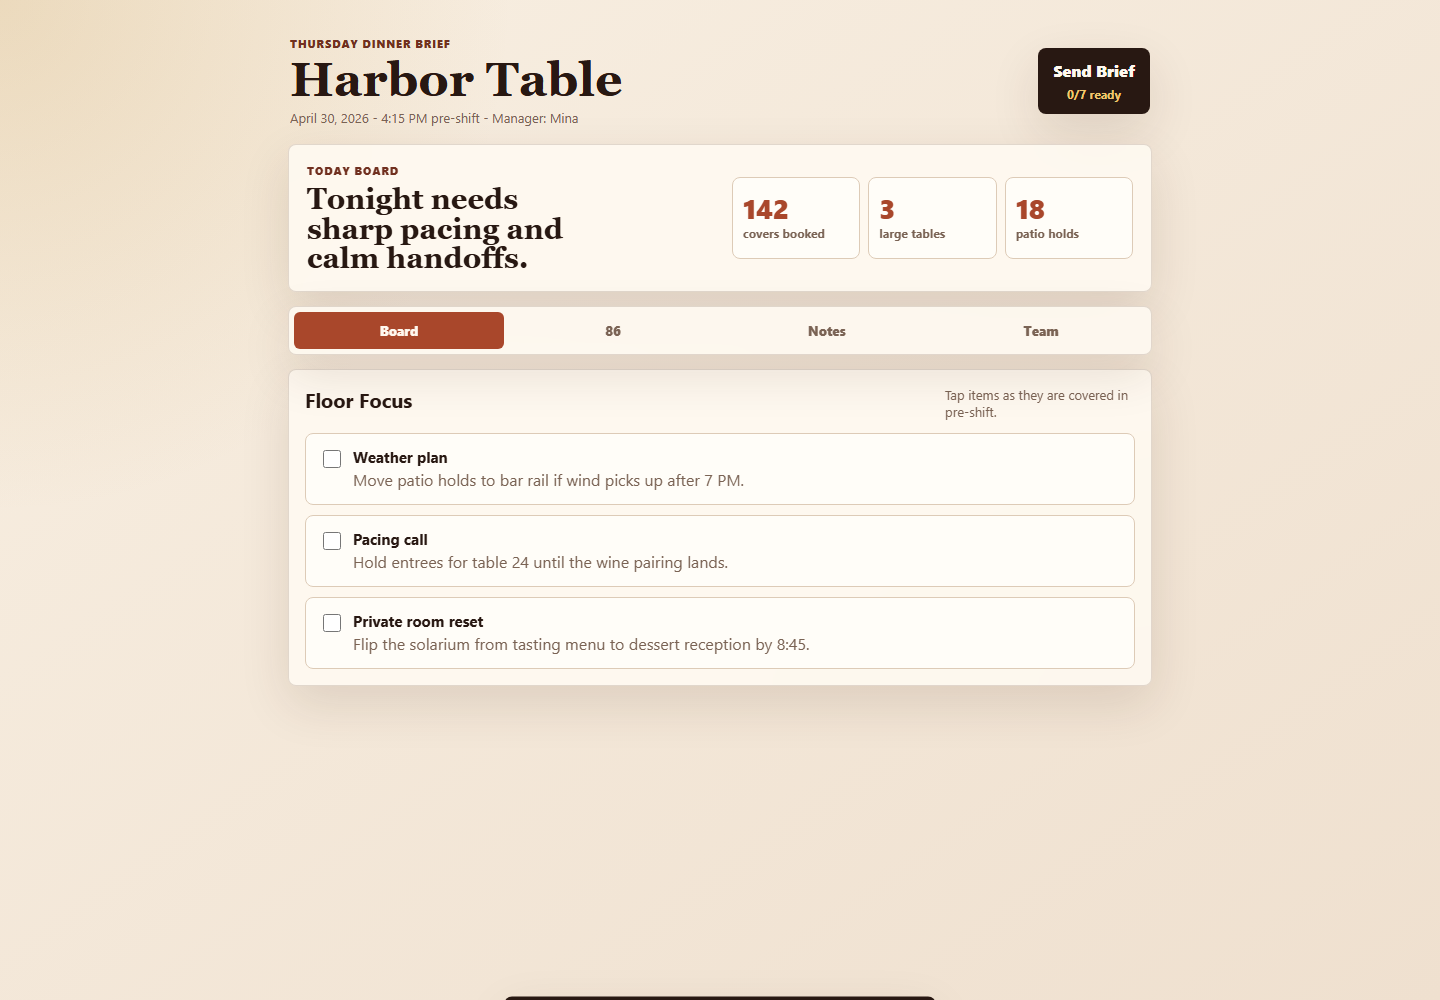 THURSDAY DINNER BRIEF
Harbor Table
April 30, 2026 - 4:15 PM pre-shift - Manager: Mina
Send Brief
0/7 ready
TODAY BOARD
Tonight needs
sharp pacing and
calm handoffs.
142
covers booked
3
large tables
18
patio holds
Board
86
Notes
Team
Floor Focus
Tap items as they are covered in
pre-shift.
Weather plan
Move patio holds to bar rail if wind picks up after 7 PM.
Pacing call
Hold entrees for table 24 until the wine pairing lands.
Private room reset
Flip the solarium from tasting menu to dessert reception by 8:45.